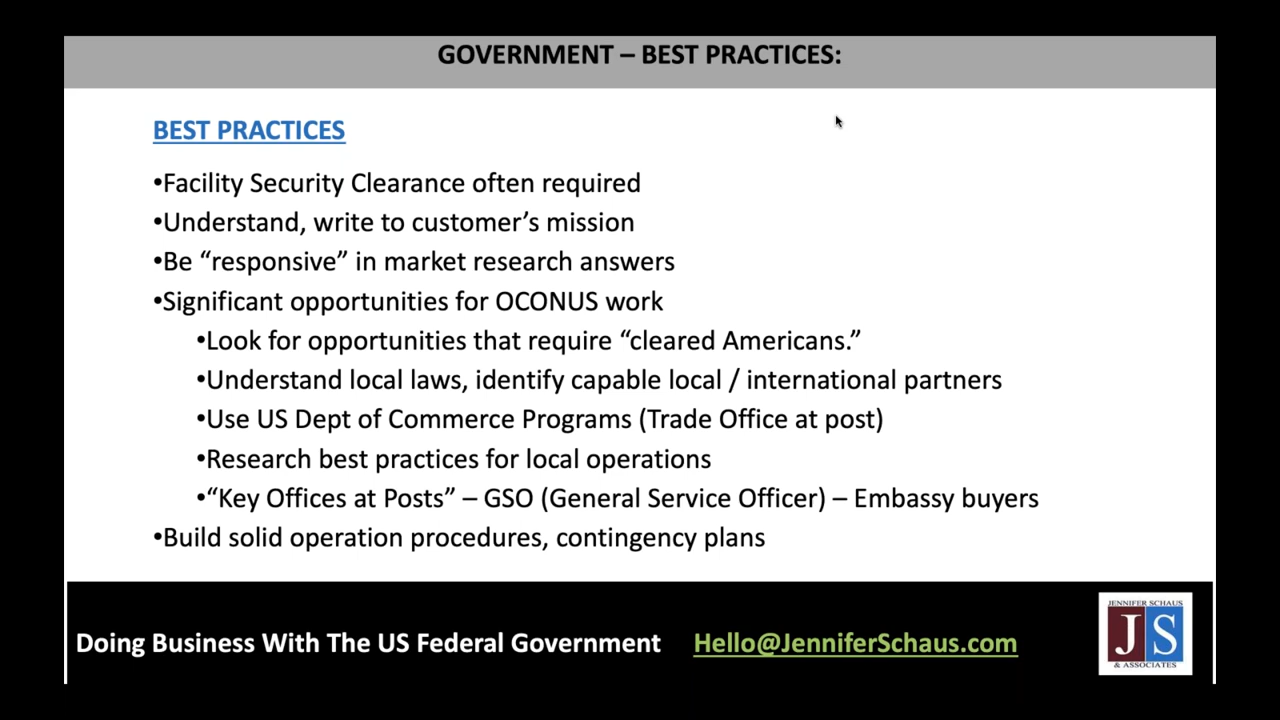 GOVERNMENT – BEST PRACTICES:
BEST PRACTICES
•Facility Security Clearance often required
•Understand, write to customer’s mission
•Be “responsive” in market research answers
•Significant opportunities for OCONUS work
•Look for opportunities that require “cleared Americans.”
•Understand local laws, identify capable local / international partners
•Use US Dept of Commerce Programs (Trade Office at post)
•Research best practices for local operations
•“Key Offices at Posts” – GSO (General Service Officer) – Embassy buyers
•Build solid operation procedures, contingency plans
Doing Business With The US Federal Government Hello@JenniferSchaus.com
JENNIFER SCHAUS
JS
& ASSOCIATES